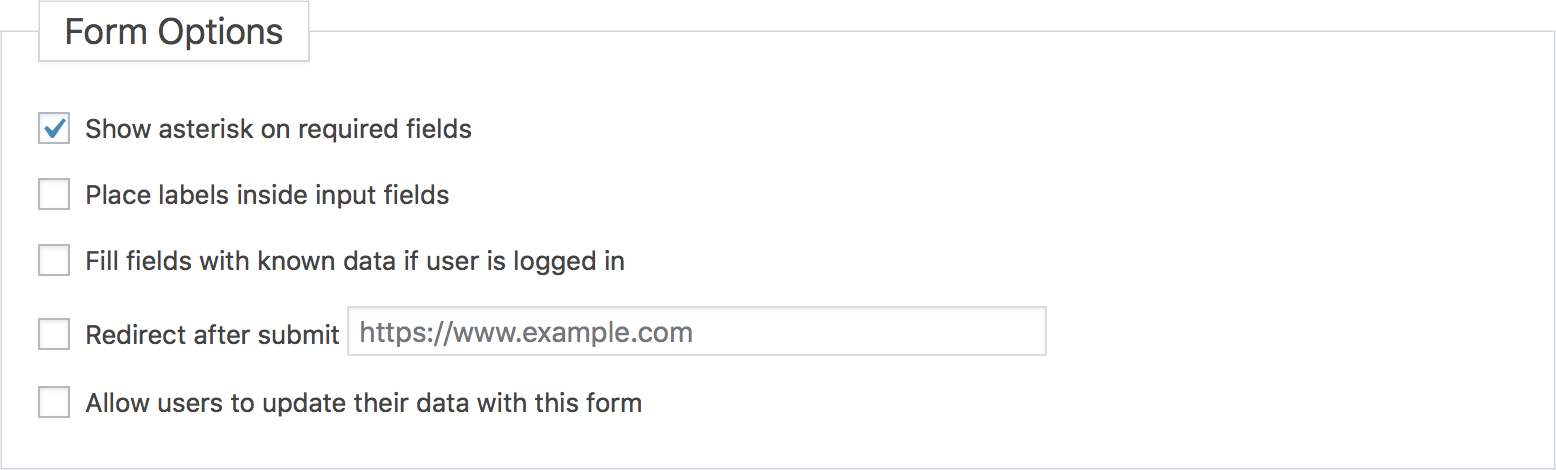 Form Options
Show asterisk on required fields
Place labels inside input fields
Fill fields with known data if user is logged in
Redirect after submit https://www.example.com
Allow users to update their data with this form